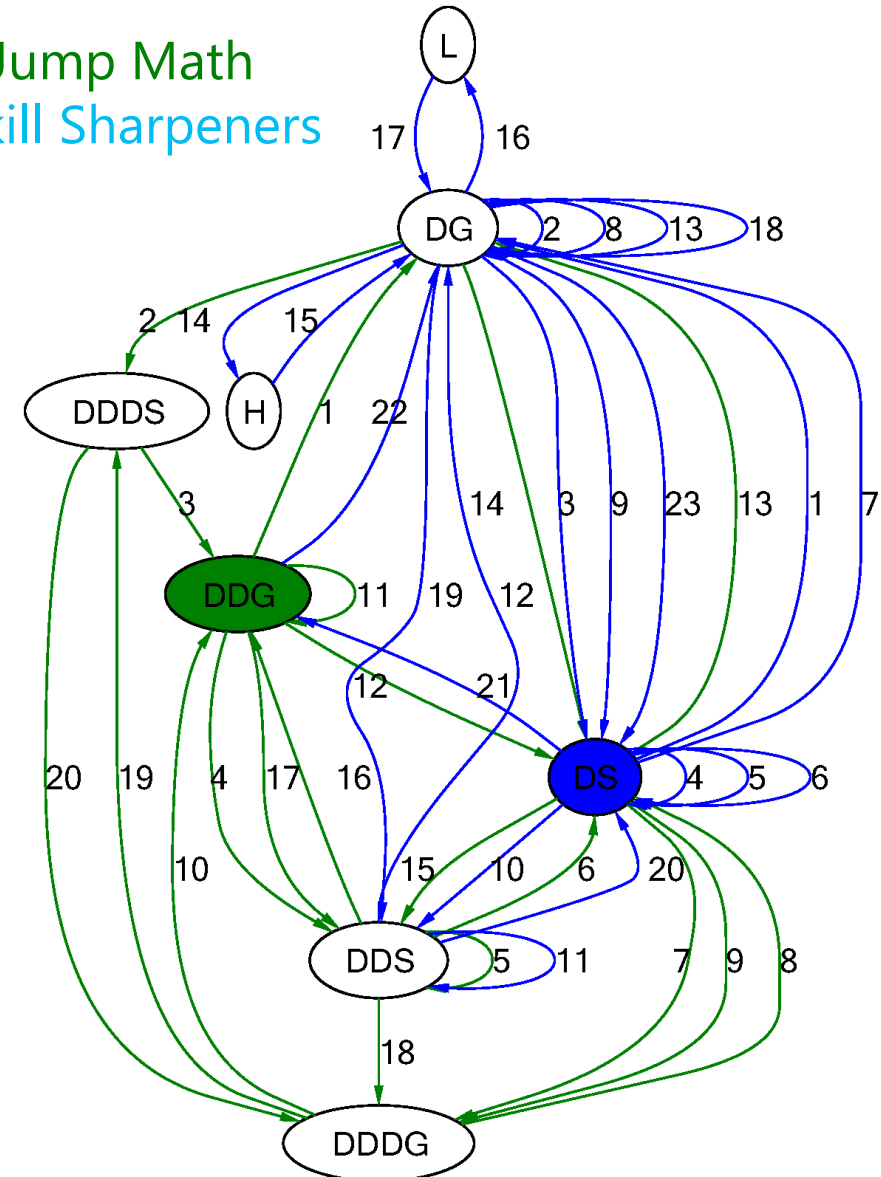 L
Jump Math
kill Sharpeners
17 16
DG 2 8 13 18
2 14 15
DDDS H 1 22
3 14 3 9 23 13 1 7
DDG 11 19 12
12 21
20 19 4 17 16 DS 4 5 6
10 15 10 6 20
DDS 5 11 7 9 8
18
DDDG